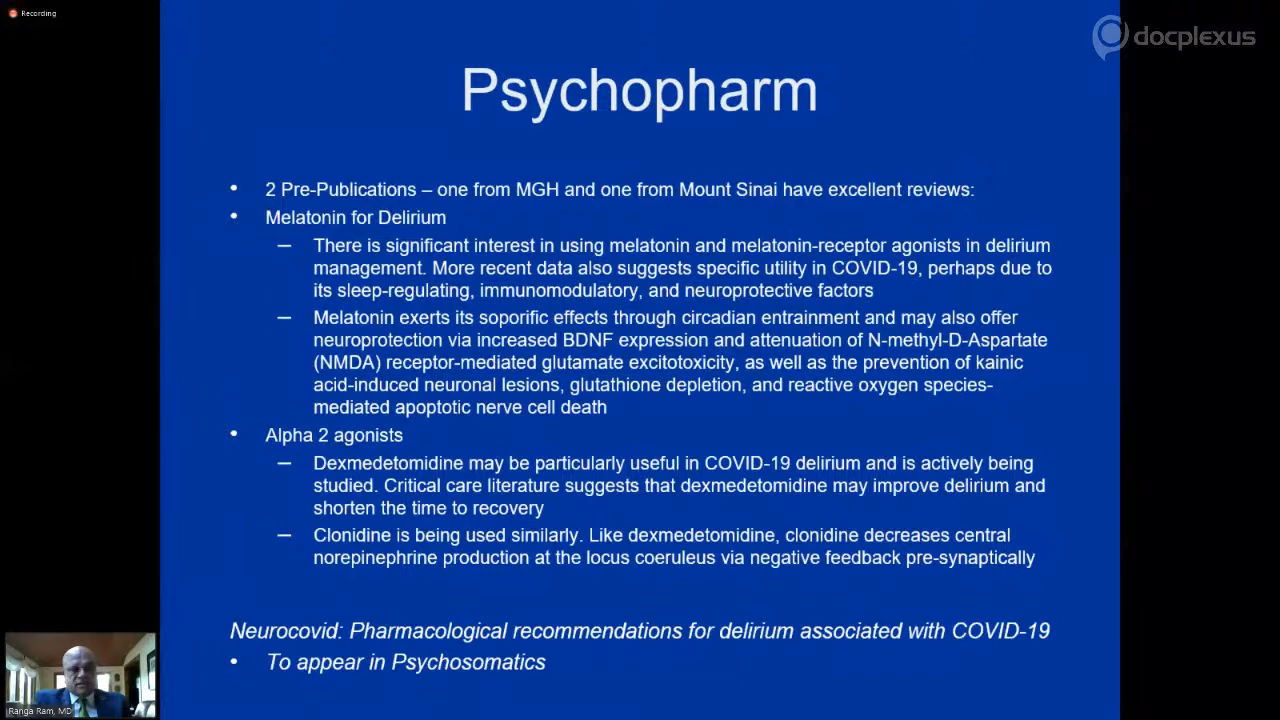 Recording
docplexus
Psychopharm
• 2 Pre-Publications – one from MGH and one from Mount Sinai have excellent reviews:
• Melatonin for Delirium
– There is significant interest in using melatonin and melatonin-receptor agonists in delirium
management. More recent data also suggests specific utility in COVID-19, perhaps due to
its sleep-regulating, immunomodulatory, and neuroprotective factors
– Melatonin exerts its soporific effects through circadian entrainment and may also offer
neuroprotection via increased BDNF expression and attenuation of N-methyl-D-Aspartate
(NMDA) receptor-mediated glutamate excitotoxicity, as well as the prevention of kainic
acid-induced neuronal lesions, glutathione depletion, and reactive oxygen species-
mediated apoptotic nerve cell death
• Alpha 2 agonists
– Dexmedetomidine may be particularly useful in COVID-19 delirium and is actively being
studied. Critical care literature suggests that dexmedetomidine may improve delirium and
shorten the time to recovery
– Clonidine is being used similarly. Like dexmedetomidine, clonidine decreases central
norepinephrine production at the locus coeruleus via negative feedback pre-synaptically
Neurocovid: Pharmacological recommendations for delirium associated with COVID-19
• To appear in Psychosomatics
Ranga Ram, MD